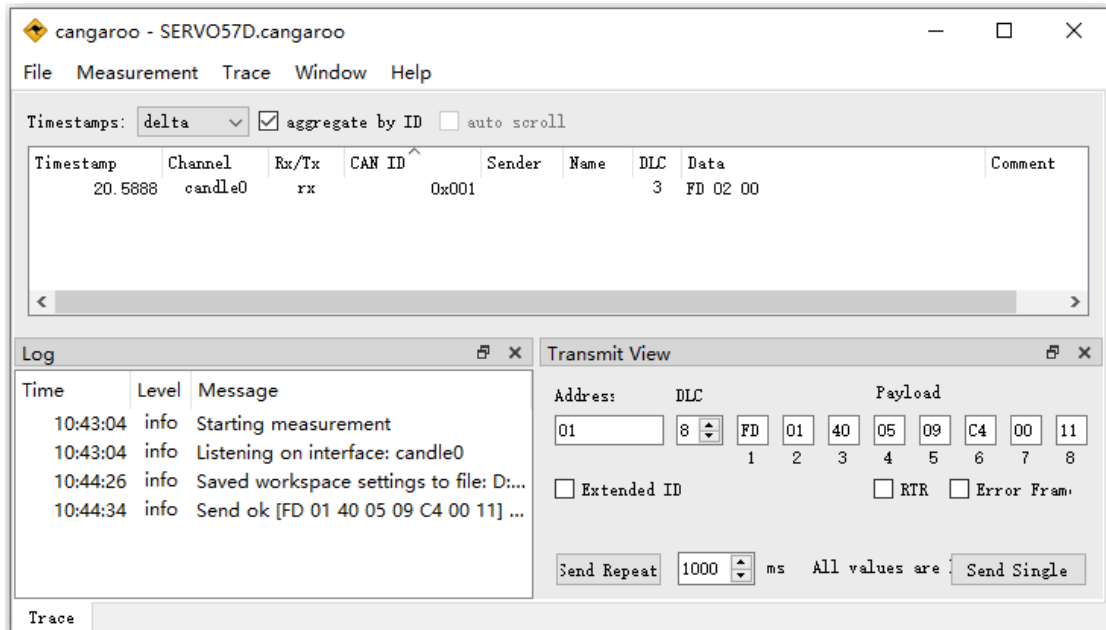 cangaroo - SERVO57D.cangaroo
File Measurement Trace Window Help
Timestamps: delta aggregate by ID auto scroll
Timestamp Channel Rx/Tx CAN ID Sender Name DLC Data Comment
20.5888 candle0 rx 0x001 3 FD 02 00
Log
Time Level Message
10:43:04 info Starting measurement
10:43:04 info Listening on interface: candle0
10:44:26 info Saved workspace settings to file: D:...
10:44:34 info Send ok [FD 01 40 05 09 C4 00 11] ...
Transmit View
Address DLC Payload
01 8 FD 01 40 05 09 C4 00 11
1 2 3 4 5 6 7 8
Extended ID RTR Error Fram
Send Repeat 1000 ms All values are Send Single
Trace